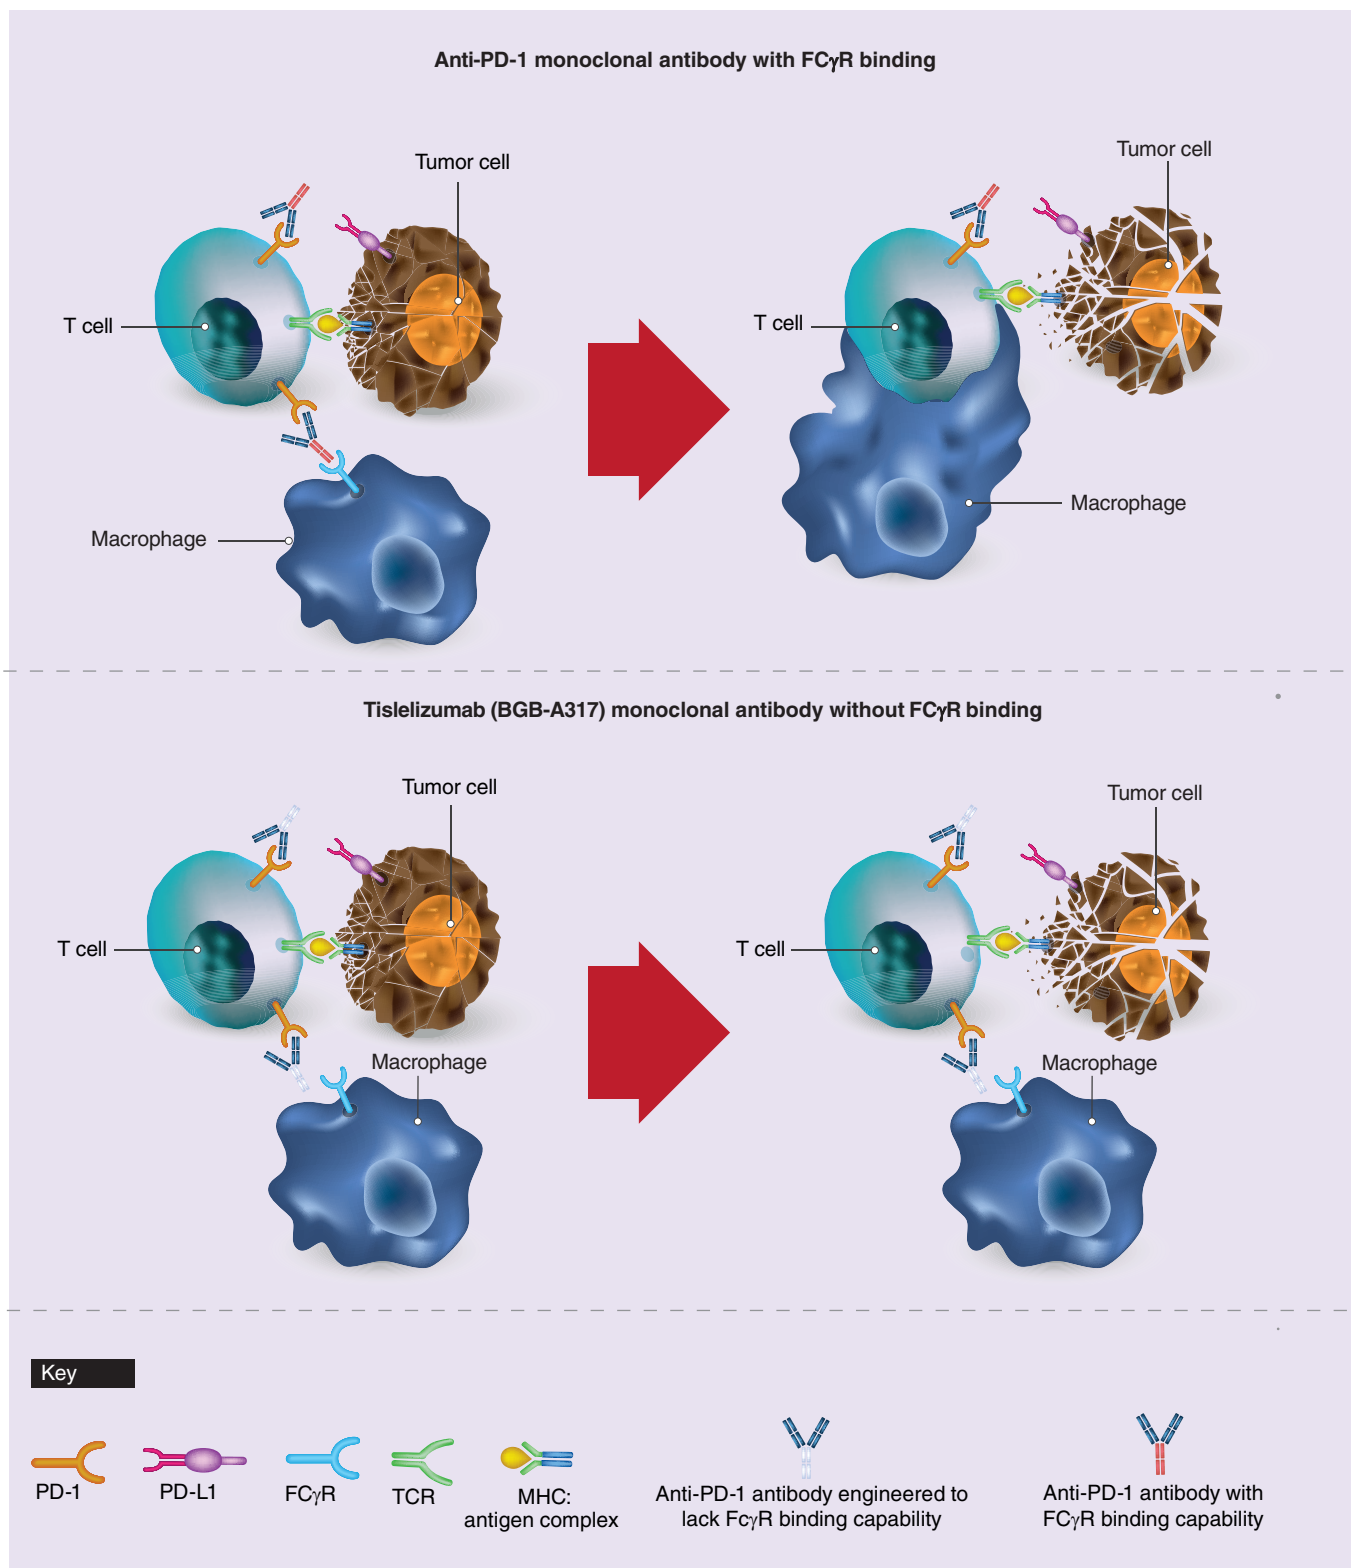 Anti-PD-1 monoclonal antibody with FCγR binding
Tumor cell
Tumor cell
T cell
T cell
Macrophage
Macrophage
Tislelizumab (BGB-A317) monoclonal antibody without FCγR binding
Tumor cell
Tumor cell
T cell
T cell
Macrophage
Macrophage
Key
PD-1
PD-L1
FCγR
TCR
MHC:
antigen complex
Anti-PD-1 antibody engineered to
lack FcγR binding capability
Anti-PD-1 antibody with
FCγR binding capability